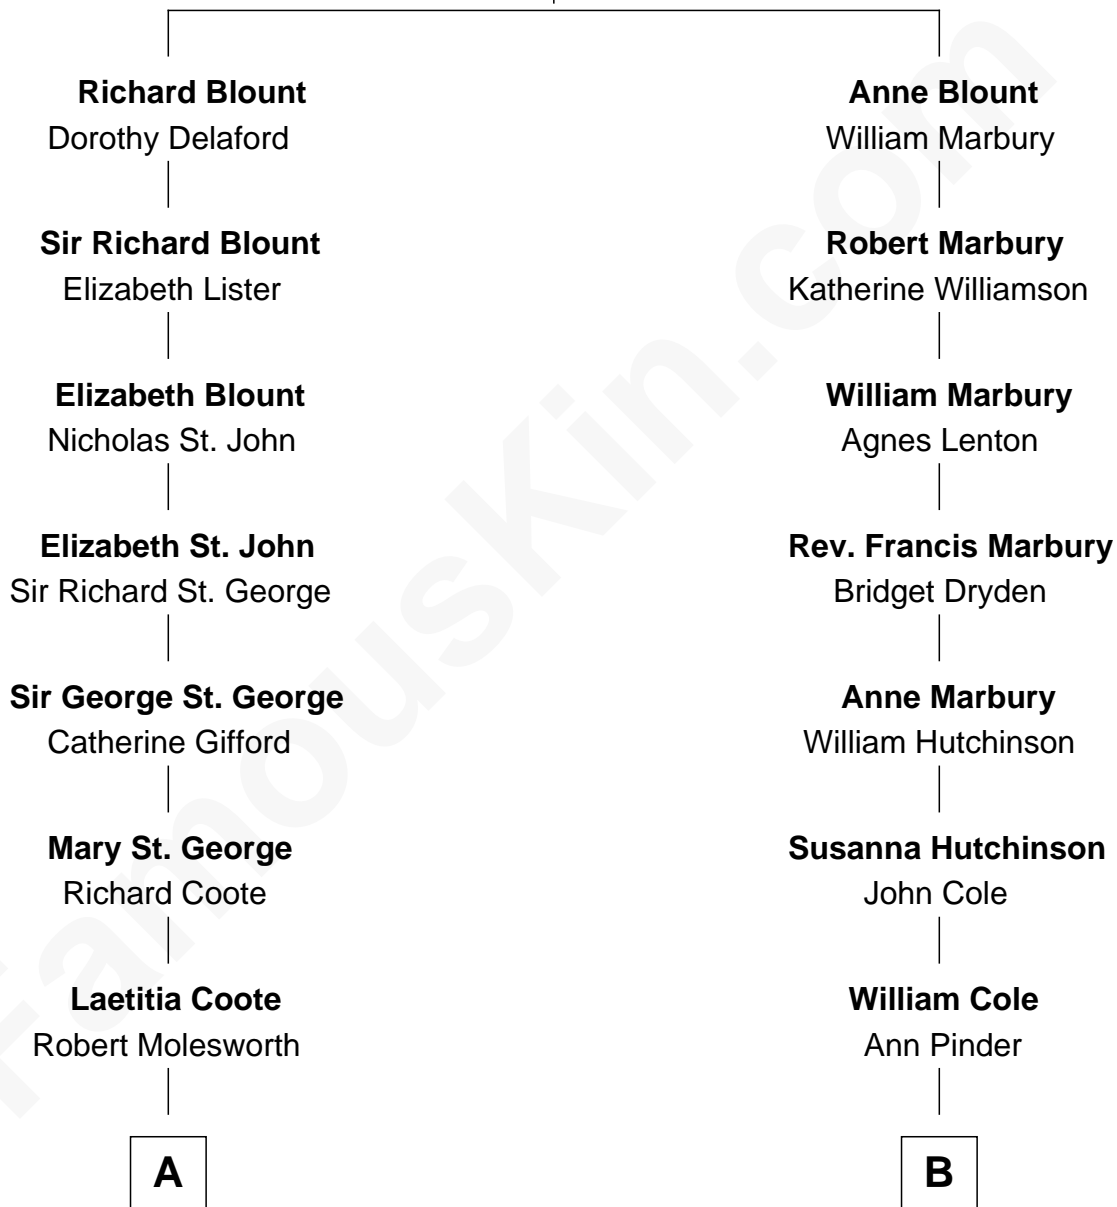 Richard Blount
Dorothy Delaford
Sir Richard Blount
Elizabeth Lister
Elizabeth Blount
Nicholas St. John
Elizabeth St. John
Sir Richard St. George
Sir George St. George
Catherine Gifford
Mary St. George
Richard Coote
Laetitia Coote
Robert Molesworth
A
Anne Blount
William Marbury
Robert Marbury
Katherine Williamson
William Marbury
Agnes Lenton
Rev. Francis Marbury
Bridget Dryden
Anne Marbury
William Hutchinson
Susanna Hutchinson
John Cole
William Cole
Ann Pinder
B
FamousKin.com